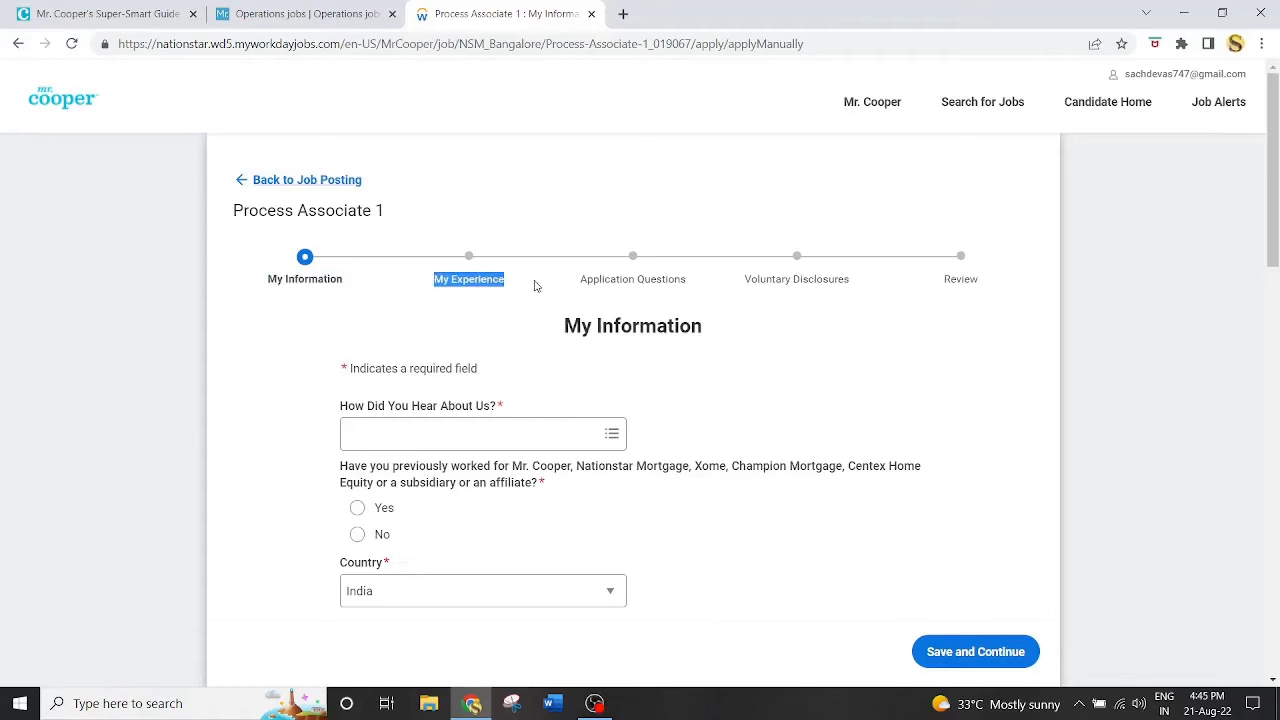 Mr. Cooper's Super-Smart Guide
Operations jobs | Postions job
Process Associate 1 : My Informa
https://nationstar.wd5.myworkdayjobs.com/en-US/MrCooper/job/NSM_Bangalore/Process-Associate-1_019067/apply/applyManually
sachdevas747@gmail.com
mr.
cooper
Mr. Cooper
Search for Jobs
Candidate Home
Job Alerts
Back to Job Posting
Process Associate 1
My Information
My Experience
Application Questions
Voluntary Disclosures
Review
My Information
* Indicates a required field
How Did You Hear About Us?*
Have you previously worked for Mr. Cooper, Nationstar Mortgage, Xome, Champion Mortgage, Centex Home
Equity or a subsidiary or an affiliate?*
Yes
No
Country*
India
Save and Continue
Type here to search
33°C Mostly sunny
ENG
IN
4:45 PM
21-Aug-22